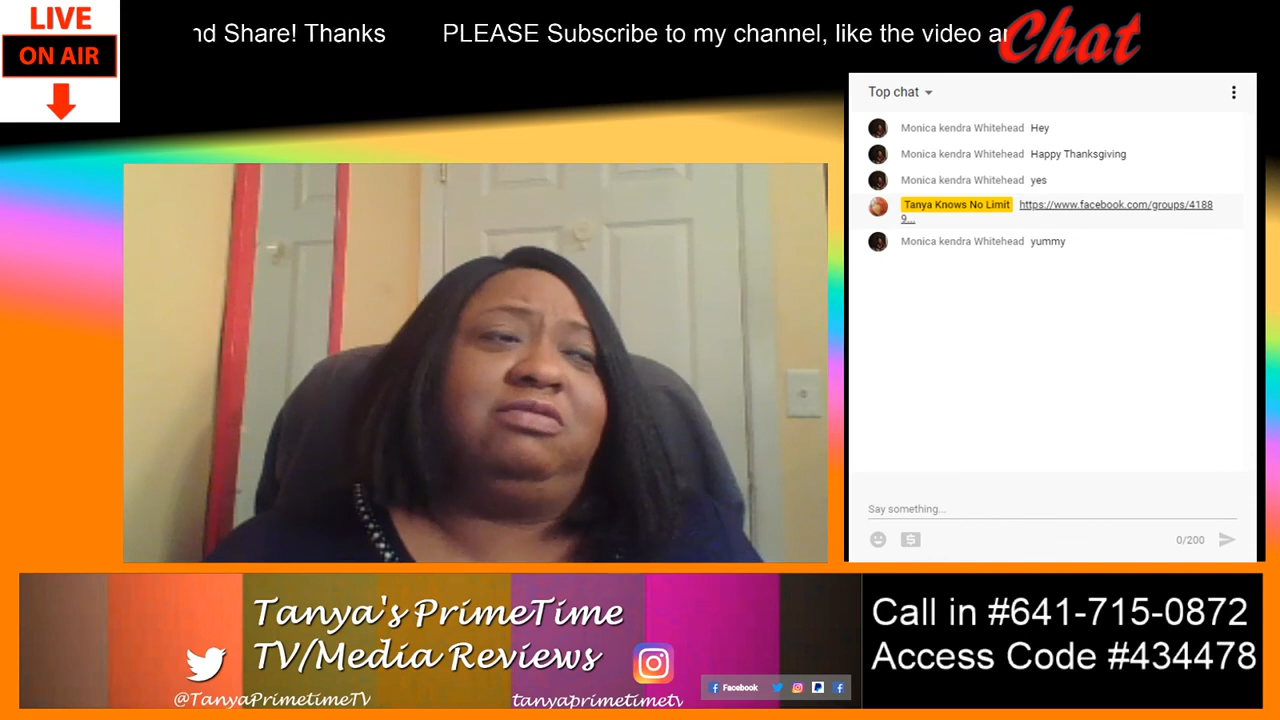 LIVE
ON AIR
nd Share! Thanks PLEASE Subscribe to my channel, like the video ar
Chat
Top chat
Monica kendra Whitehead Hey
Monica kendra Whitehead Happy Thanksgiving
Monica kendra Whitehead yes
Tanya Knows No Limit https://www.facebook.com/groups/4188
9...
Monica kendra Whitehead yummy
Say something...
0/200
Tanya's PrimeTime
TV/Media Reviews
@TanyaPrimetimeTV
tanyaprimetimetv
Facebook
Call in #641-715-0872
Access Code #434478